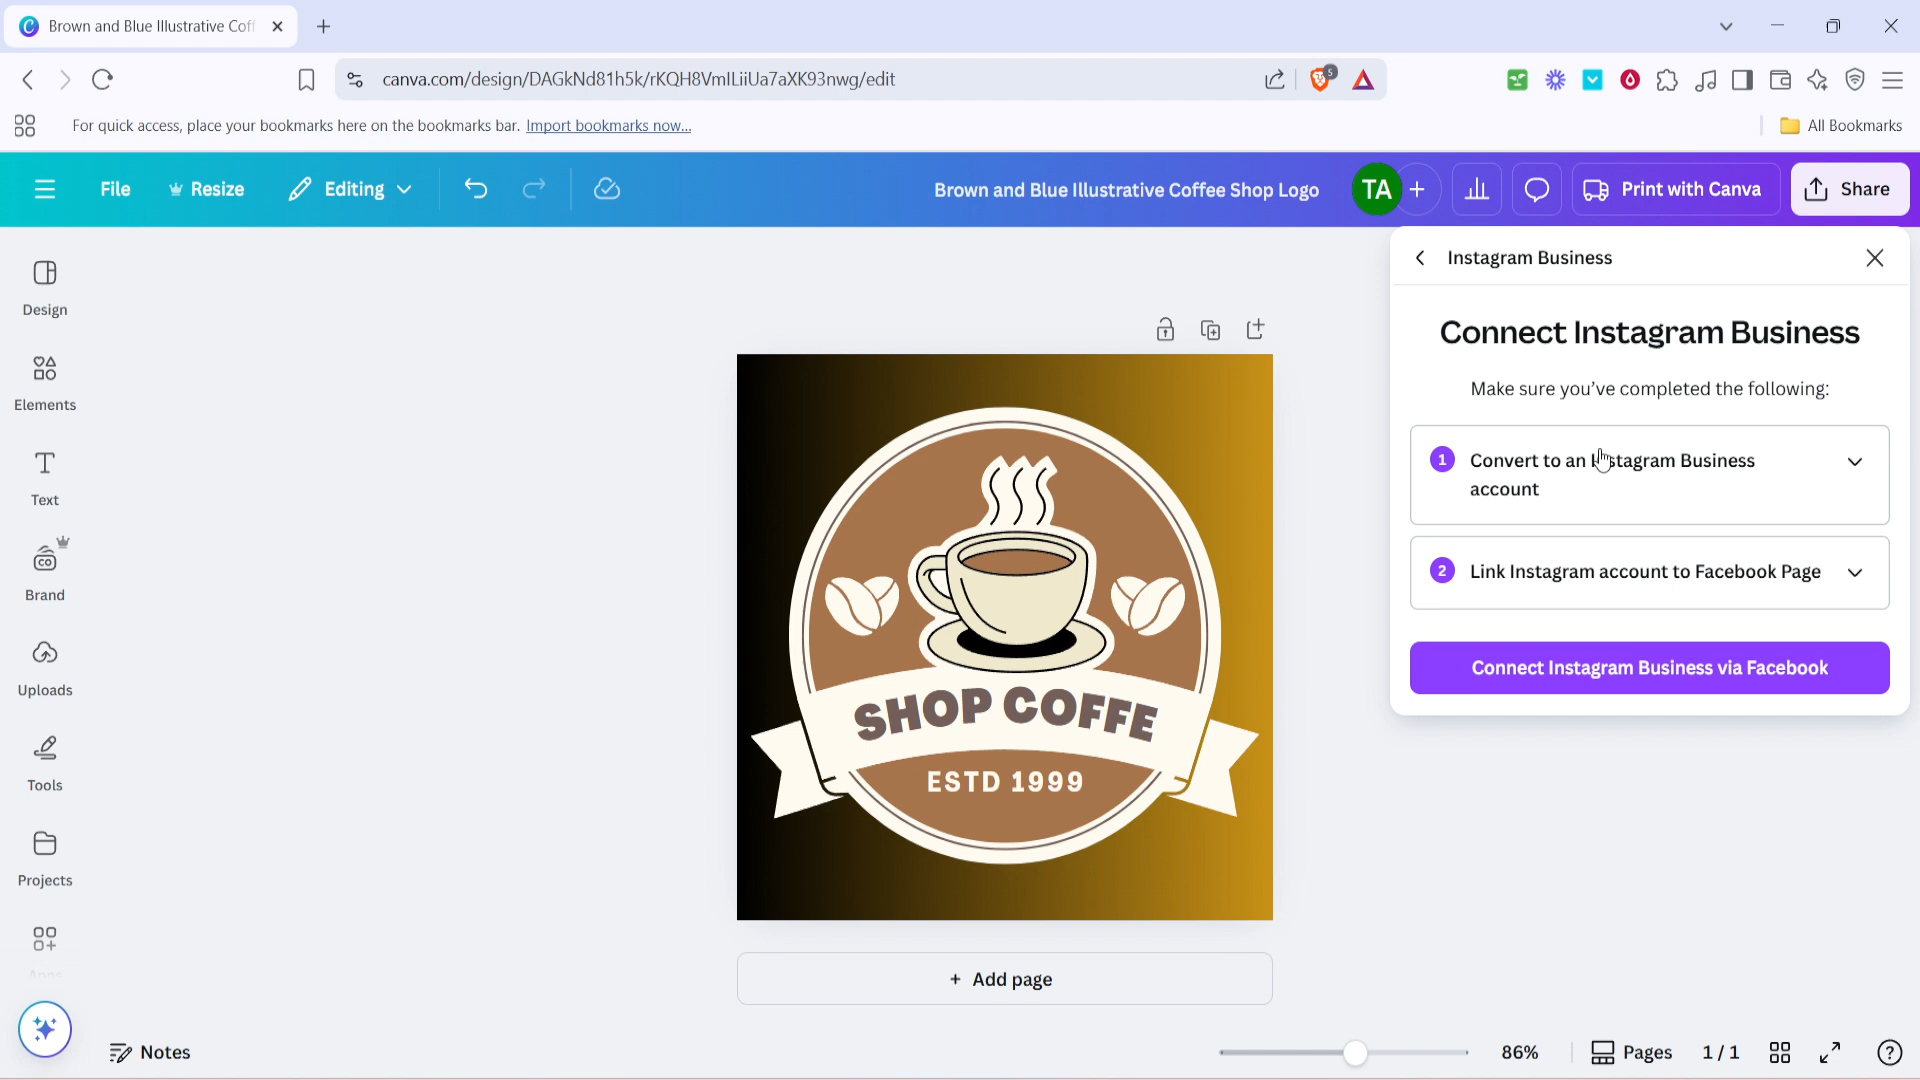 Brown and Blue Illustrative Cof
canva.com/design/DAGkNd81h5k/rKQH8VmILiiUa7aXK93nwg/edit
5
For quick access, place your bookmarks here on the bookmarks bar. Import bookmarks now...
All Bookmarks
File
Resize
Editing
Brown and Blue Illustrative Coffee Shop Logo
TA
Print with Canva
Share
Design
Elements
Text
Brand
Uploads
Tools
Projects
Apps
SHOP COFFE
ESTD 1999
+ Add page
Instagram Business
Connect Instagram Business
Make sure you've completed the following:
1 Convert to an Instagram Business
account
2 Link Instagram account to Facebook Page
Connect Instagram Business via Facebook
Notes
86%
Pages
1 / 1